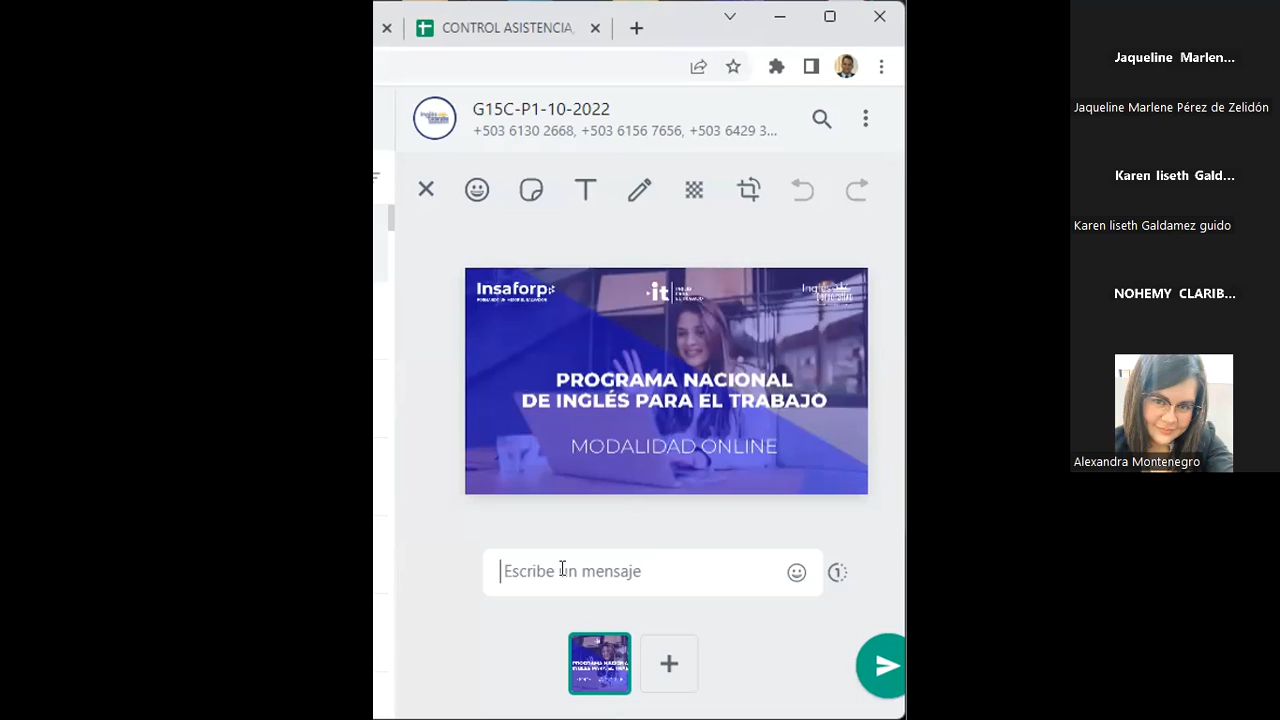 CONTROL ASISTENCIA,
G15C-P1-10-2022
+503 6130 2668, +503 6156 7656, +503 6429 3...
Insaforp
it
PROGRAMA NACIONAL
DE INGLÉS PARA EL TRABAJO
MODALIDAD ONLINE
Escribe un mensaje
Jaqueline Marlen...
Jaqueline Marlene Pérez de Zelidón
Karen liseth Gald...
Karen liseth Galdamez guido
NOHEMY CLARIB...
Alexandra Montenegro